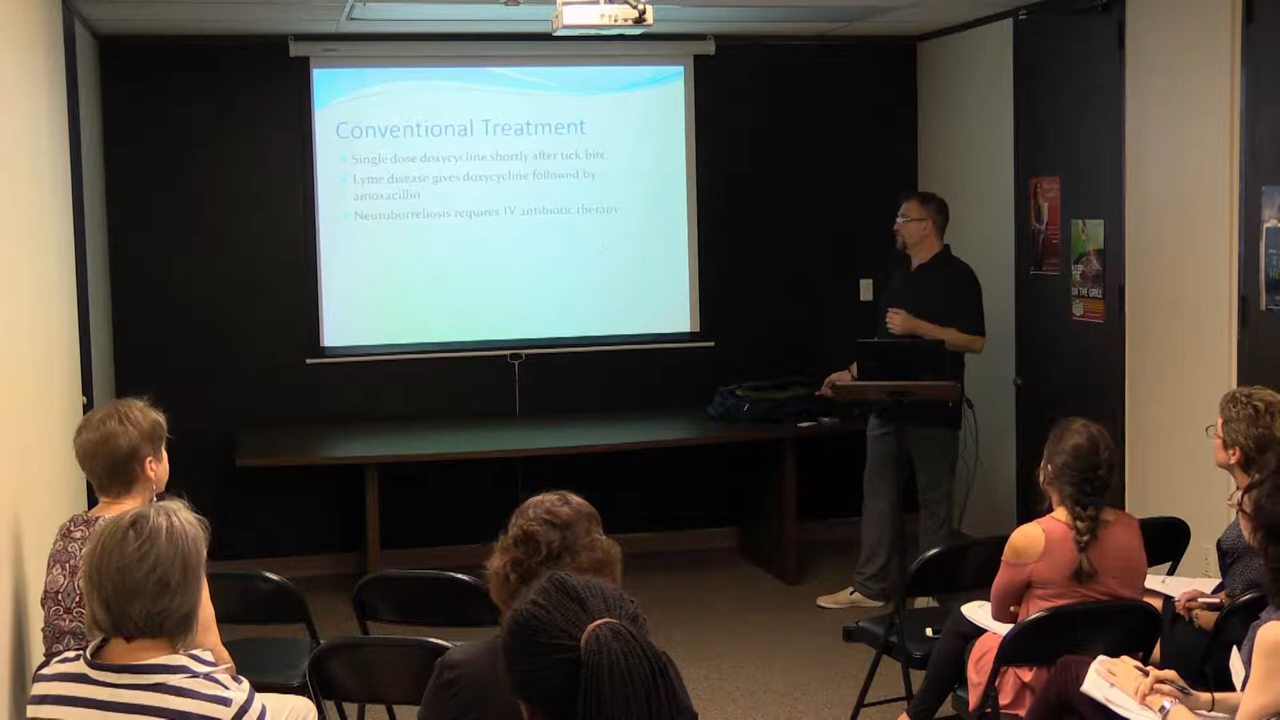 Conventional Treatment
Single dose doxycycline shortly after tick bite
Lyme disease gives doxycycline followed by
amoxacillin
Neuroborreliosis requires IV antibiotic therapy
ON THE GRILL